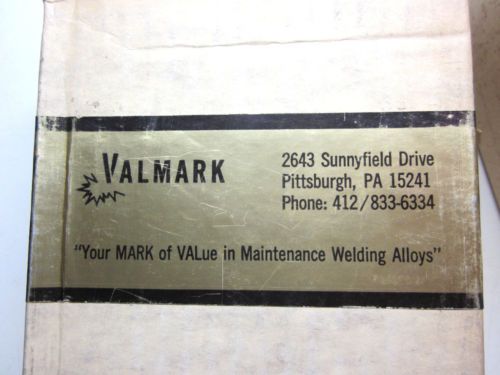 VALMARK
2643 Sunnyfield Drive
Pittsburgh, PA 15241
Phone: 412/833-6334
"Your MARK of VALue in Maintenance Welding Alloys"